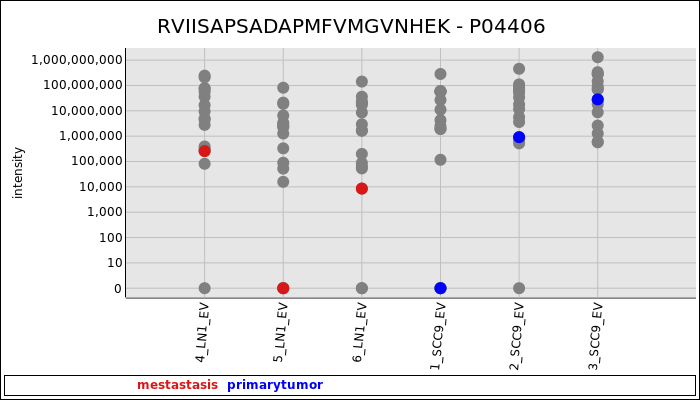 RVIISAPSADAPMFVMGVNHEK - P04406
1,000,000,000
100,000,000
10,000,000
1,000,000
100,000
10,000
1,000
100
10
0
intensity
4_LN1_EV
5_LN1_EV
6_LN1_EV
1_SCC9_EV
2_SCC9_EV
3_SCC9_EV
mestastasis primarytumor